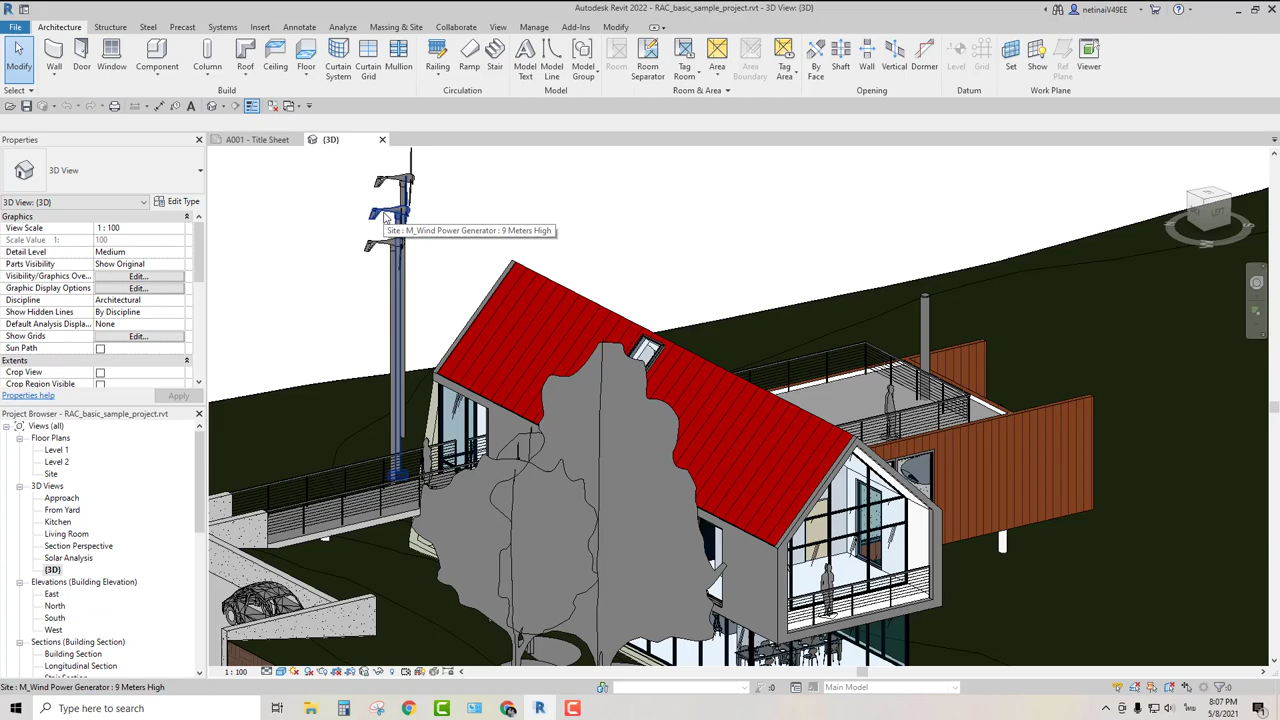 Autodesk Revit 2022 - RAC_basic_sample_project.rvt - 3D View: {3D}
netinaiV49EE
File Architecture Structure Steel Precast Systems Insert Annotate Analyze Massing & Site Collaborate View Manage Add-Ins Modify
Modify Wall Door Window Component Column Roof Ceiling Floor Curtain System Curtain Grid Mullion Railing Ramp Stair Model Text Model Line Model Group Room Room Separator Tag Room Area Area Boundary Tag Area By Face Shaft Wall Vertical Dormer Level Grid Set Show Ref Plane Viewer
Select Build Circulation Model Room & Area Opening Datum Work Plane
Properties
A001 - Title Sheet
{3D}
3D View
3D View: {3D} Edit Type
Graphics
View Scale 1 : 100
Scale Value 1: 100
Detail Level Medium
Parts Visibility Show Original
Visibility/Graphics Ove... Edit...
Graphic Display Options Edit...
Discipline Architectural
Show Hidden Lines By Discipline
Default Analysis Displa... None
Show Grids Edit...
Sun Path
Extents
Crop View
Crop Region Visible
Properties help Apply
Site : M_Wind Power Generator : 9 Meters High
LEFT
Project Browser - RAC_basic_sample_project.rvt
Views (all)
Floor Plans
Level 1
Level 2
Site
3D Views
Approach
From Yard
Kitchen
Living Room
Section Perspective
Solar Analysis
{3D}
Elevations (Building Elevation)
East
North
South
West
Sections (Building Section)
Building Section
Longitudinal Section
1 : 100
Site : M_Wind Power Generator : 9 Meters High
:0
Main Model
:0
Type here to search
8:07 PM
5/8/2021